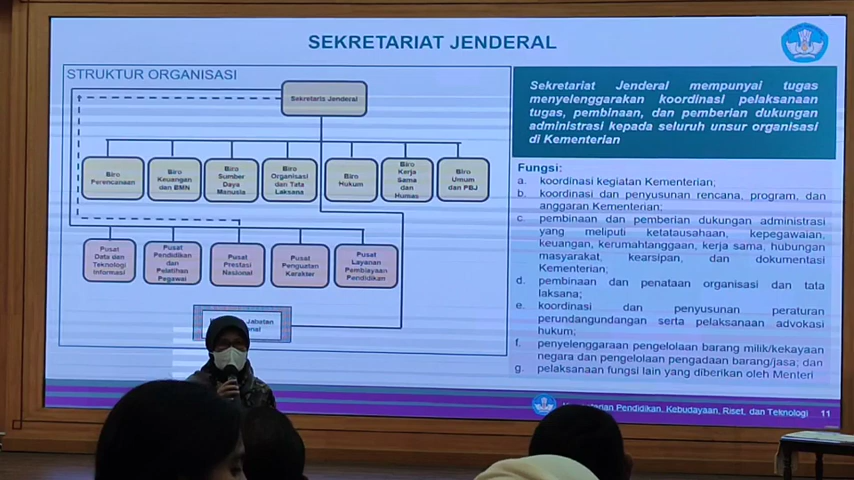 SEKRETARIAT JENDERAL
STRUKTUR ORGANISASI
Sekretaris Jenderal
Biro
Perencanaan
Biro
Keuangan
dan BMN
Biro
Sumber
Daya
Manusia
Biro
Organisasi
dan Tata
Laksana
Biro
Hukum
Biro
Kerja
Sama
dan
Humas
Biro
Umum
dan PBJ
Pusat
Data dan
Teknologi
Informasi
Pusat
Pendidikan
dan
Pelatihan
Pegawai
Pusat
Prestasi
Nasional
Pusat
Penguatan
Karakter
Pusat
Layanan
Pembiayaan
Pendidikan
Jabatan
Sekretariat Jenderal mempunyai tugas
menyelenggarakan koordinasi pelaksanaan
tugas, pembinaan, dan pemberian dukungan
administrasi kepada seluruh unsur organisasi
di Kementerian
Fungsi:
a. koordinasi kegiatan Kementerian;
b. koordinasi dan penyusunan rencana, program, dan
anggaran Kementerian;
c. pembinaan dan pemberian dukungan administrasi
yang meliputi ketatausahaan, kepegawaian,
keuangan, kerumahtanggaan, kerja sama, hubungan
masyarakat, kearsipan, dan dokumentasi
Kementerian;
d. pembinaan dan penataan organisasi dan tata
laksana;
e. koordinasi dan penyusunan peraturan
perundangundangan serta pelaksanaan advokasi
hukum;
f. penyelenggaraan pengelolaan barang milik/kekayaan
negara dan pengelolaan pengadaan barang/jasa; dan
g. pelaksanaan fungsi lain yang diberikan oleh Menteri
Pendidikan, Kebudayaan, Riset, dan Teknologi 11